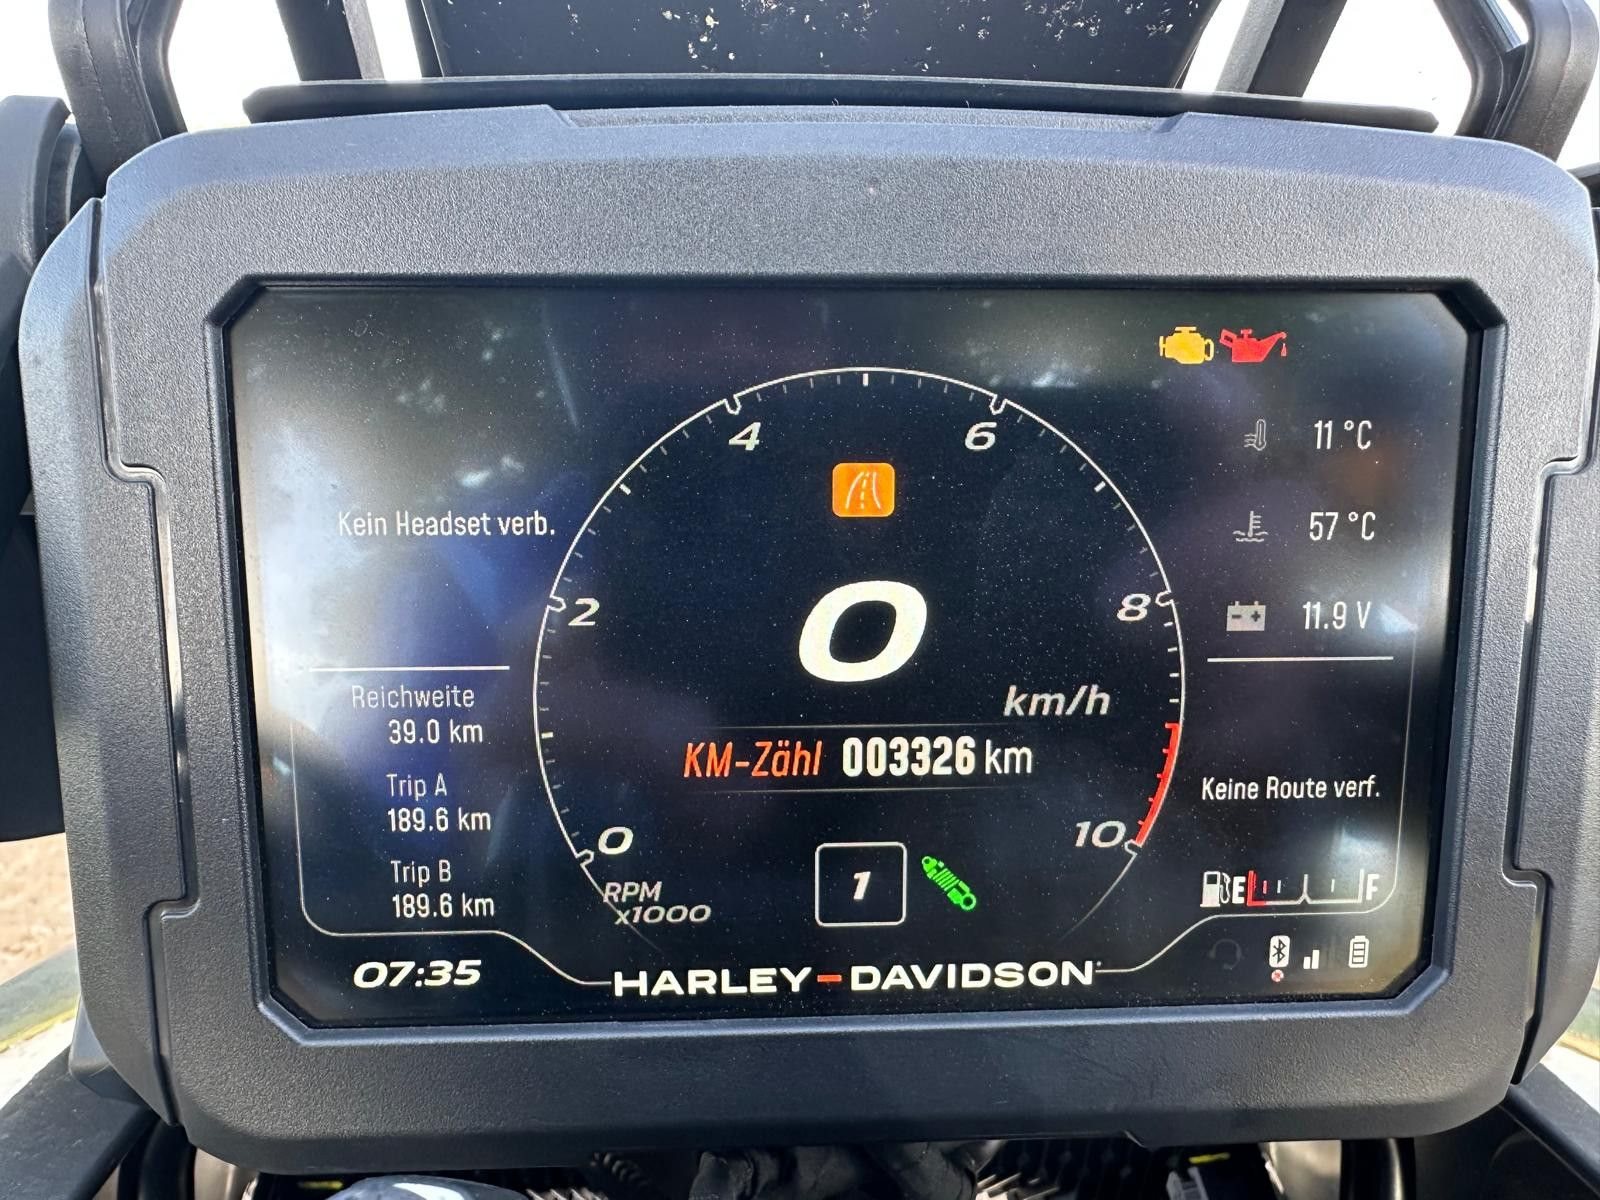 4
6
11 °C
Kein Headset verb.
57 °C
2
0
8
11.9 V
km/h
Reichweite
39.0 km
KM-Zähl 003326 km
Trip A
189.6 km
Keine Route verf.
0
10
Trip B
189.6 km
RPM
x1000
1
E F
07:35
HARLEY-DAVIDSON